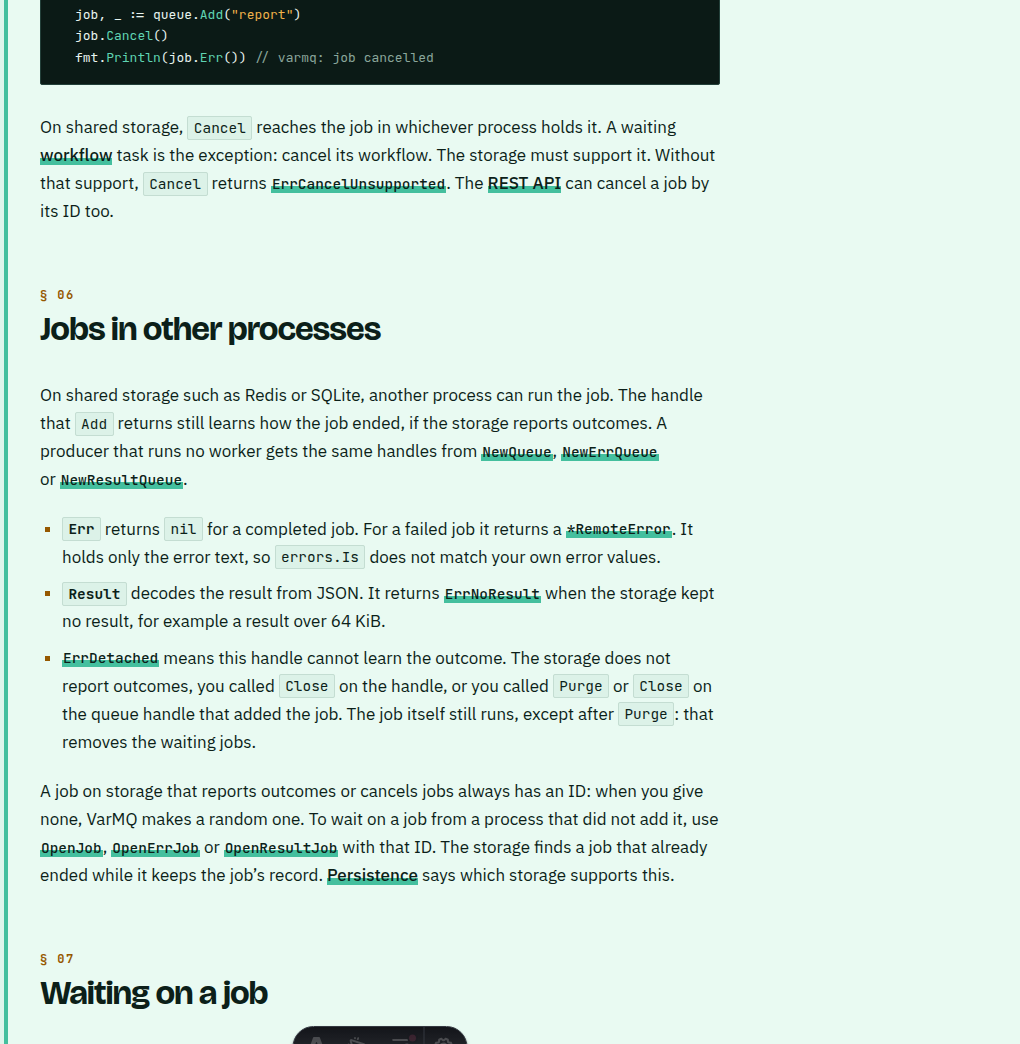 job, _ := queue.Add("report")
job.Cancel()
fmt.Println(job.Err()) // varmq: job cancelled
On shared storage, Cancel reaches the job in whichever process holds it. A waiting
workflow task is the exception: cancel its workflow. The storage must support it. Without
that support, Cancel returns ErrCancelUnsupported. The REST API can cancel a job by
its ID too.
§ 06
Jobs in other processes
On shared storage such as Redis or SQLite, another process can run the job. The handle
that Add returns still learns how the job ended, if the storage reports outcomes. A
producer that runs no worker gets the same handles from NewQueue, NewErrQueue
or NewResultQueue.
Err returns nil for a completed job. For a failed job it returns a *RemoteError. It
holds only the error text, so errors.Is does not match your own error values.
Result decodes the result from JSON. It returns ErrNoResult when the storage kept
no result, for example a result over 64 KiB.
ErrDetached means this handle cannot learn the outcome. The storage does not
report outcomes, you called Close on the handle, or you called Purge or Close on
the queue handle that added the job. The job itself still runs, except after Purge: that
removes the waiting jobs.
A job on storage that reports outcomes or cancels jobs always has an ID: when you give
none, VarMQ makes a random one. To wait on a job from a process that did not add it, use
OpenJob, OpenErrJob or OpenResultJob with that ID. The storage finds a job that already
ended while it keeps the job’s record. Persistence says which storage supports this.
§ 07
Waiting on a job